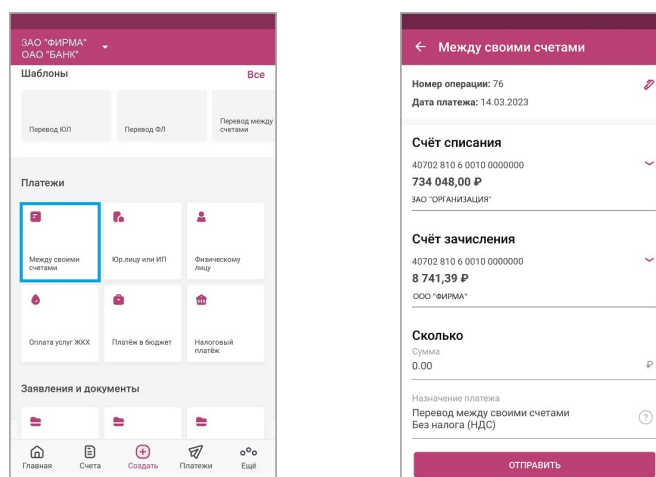 ЗАО "ФИРМА"
ОАО "БАНК"
Шаблоны
Все
Перевод ЮЛ
Перевод ФЛ
Перевод между
счетами
Платежи
Между своими
счетами
Юр.лицу или ИП
Физическому
лицу
Оплата услуг ЖКХ
Платёж в бюджет
Налоговый
платёж
Заявления и документы
Главная
Счета
Создать
Платежи
Ещё
Между своими счетами
Номер операции: 76
Дата платежа: 14.03.2023
Счёт списания
40702 810 6 0010 0000000
734 048,00 ₽
ЗАО "ОРГАНИЗАЦИЯ"
Счёт зачисления
40702 810 6 0010 0000000
8 741,39 ₽
ООО "ФИРМА"
Сколько
Сумма
0.00 ₽
Назначение платежа
Перевод между своими счетами
Без налога (НДС)
?
ОТПРАВИТЬ